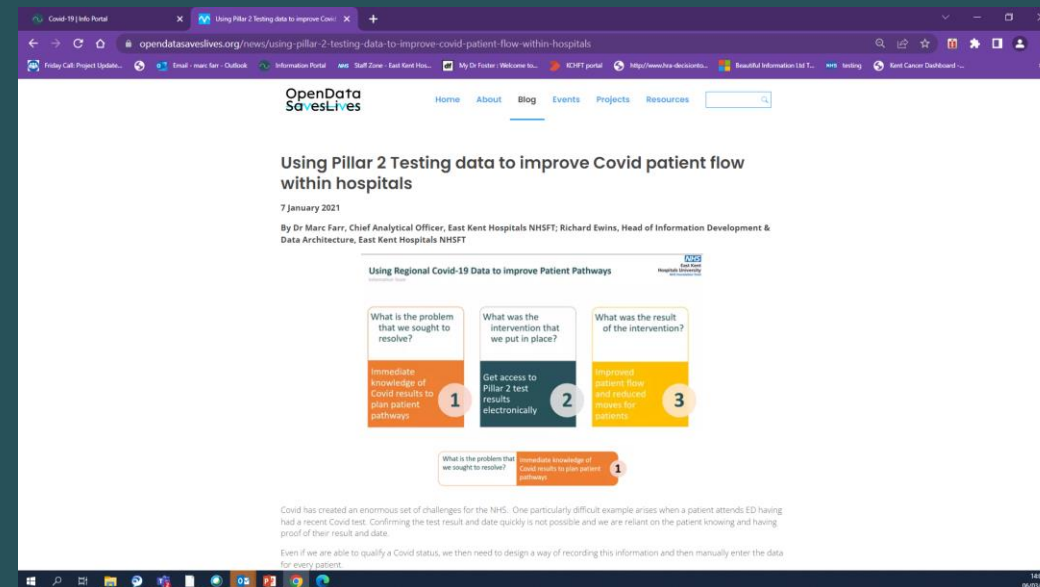 Covid-19 | Info Portal
Using Pillar 2 Testing data to improve Covid
opendatasaveslives.org/news/using-pillar-2-testing-data-to-improve-covid-patient-flow-within-hospitals
Friday Call: Project Update... Email - marc farr - Outlook Information Portal Staff Zone - East Kent Hos... My Dr Foster : Welcome to... KCHFT portal http://www.hra-decisionto... Beautiful Information Ltd T... testing Kent Cancer Dashboard -...
OpenData
SavesLives
Home About Blog Events Projects Resources
Using Pillar 2 Testing data to improve Covid patient flow
within hospitals
7 January 2021
By Dr Marc Farr, Chief Analytical Officer, East Kent Hospitals NHSFT; Richard Ewins, Head of Information Development &
Data Architecture, East Kent Hospitals NHSFT
NHS
East Kent
Hospitals University
Using Regional Covid-19 Data to improve Patient Pathways
What is the problem
that we sought to
resolve?
Immediate
knowledge of
Covid results to
plan patient
pathways
1
What was the
intervention that
we put in place?
Get access to
Pillar 2 test
results
electronically
2
What was the result
of the intervention?
Improved
patient flow
and reduced
moves for
patients
3
What is the problem that
we sought to resolve?
Immediate knowledge of
Covid results to plan patient
pathways
1
Covid has created an enormous set of challenges for the NHS. One particularly difficult example arises when a patient attends ED having
had a recent Covid test. Confirming the test result and date quickly is not possible and we are reliant on the patient knowing and having
proof of their result and date.
Even if we are able to qualify a Covid status, we then need to design a way of recording this information and then manually enter the data
for every patient.